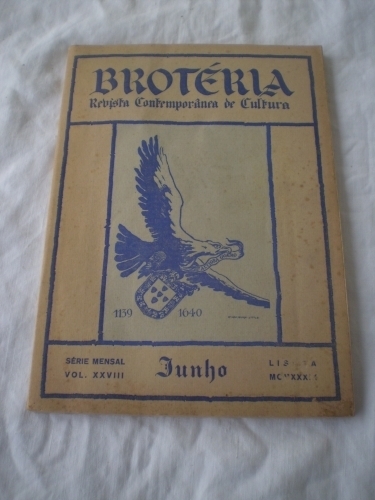 BROTÉRIA
Revista Contemporânea de Cultura
1139 1640
SÉRIE MENSAL
VOL. XXVIII
Junho